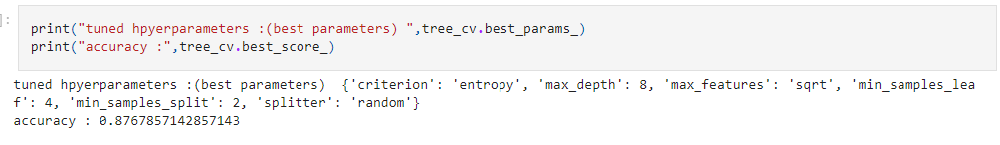 ]:
print("tuned hpyerparameters :(best parameters) ",tree_cv.best_params_)
print("accuracy :",tree_cv.best_score_)
tuned hpyerparameters :(best parameters)  {'criterion': 'entropy', 'max_depth': 8, 'max_features': 'sqrt', 'min_samples_lea
f': 4, 'min_samples_split': 2, 'splitter': 'random'}
accuracy : 0.8767857142857143